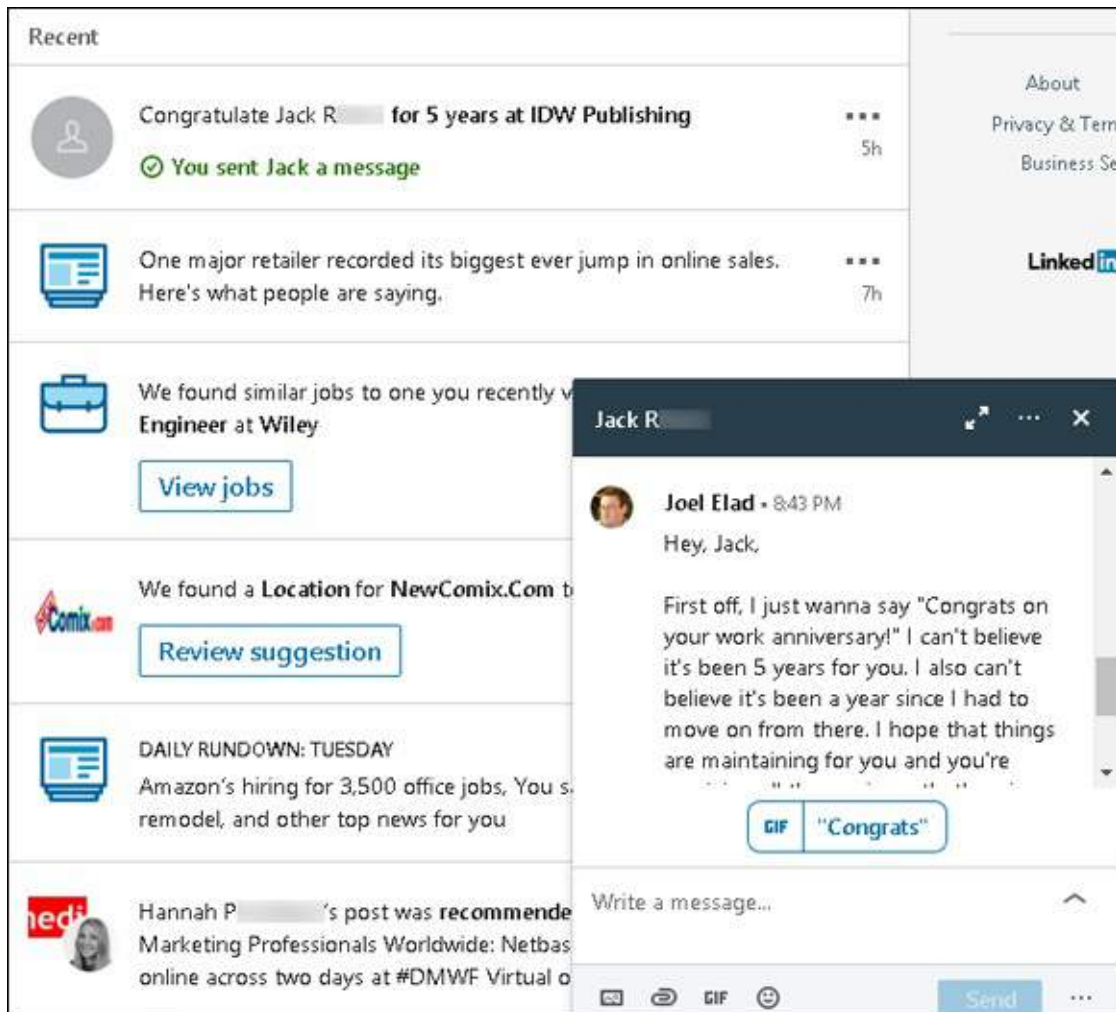 Recent
Congratulate Jack R for 5 years at IDW Publishing
5h
You sent Jack a message
One major retailer recorded its biggest ever jump in online sales.
Here's what people are saying.
7h
We found similar jobs to one you recently v
Engineer at Wiley
View jobs
Comix.com
We found a Location for NewComix.Com t
Review suggestion
DAILY RUNDOWN: TUESDAY
Amazon's hiring for 3,500 office jobs, You s
remodel, and other top news for you
nedi
Hannah P 's post was recommende
Marketing Professionals Worldwide: Netbas
online across two days at #DMWF Virtual o
About
Privacy & Term
Business Se
Linked in
Jack R
Joel Elad • 8:43 PM
Hey, Jack,
First off, I just wanna say "Congrats on
your work anniversary!" I can't believe
it's been 5 years for you. I also can't
believe it's been a year since I had to
move on from there. I hope that things
are maintaining for you and you're
GIF "Congrats"
Write a message...
GIF
Send